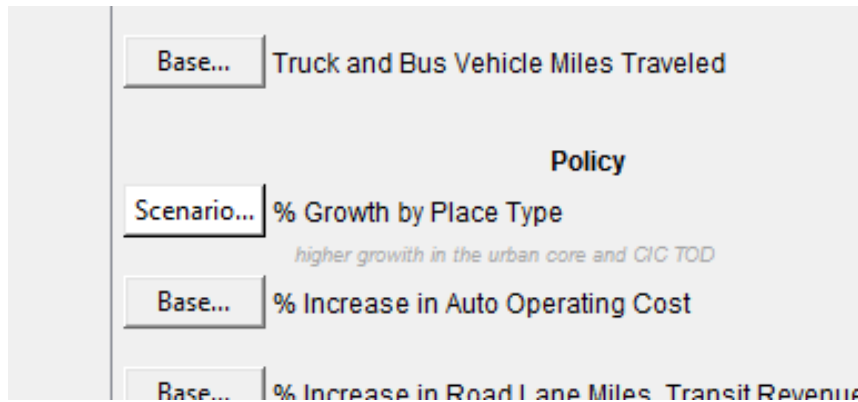 Base... Truck and Bus Vehicle Miles Traveled
Policy
Scenario... % Growth by Place Type
higher growith in the urban core and CIC TOD
Base... % Increase in Auto Operating Cost
Base... % Increase in Road Lane Miles, Transit Revenue